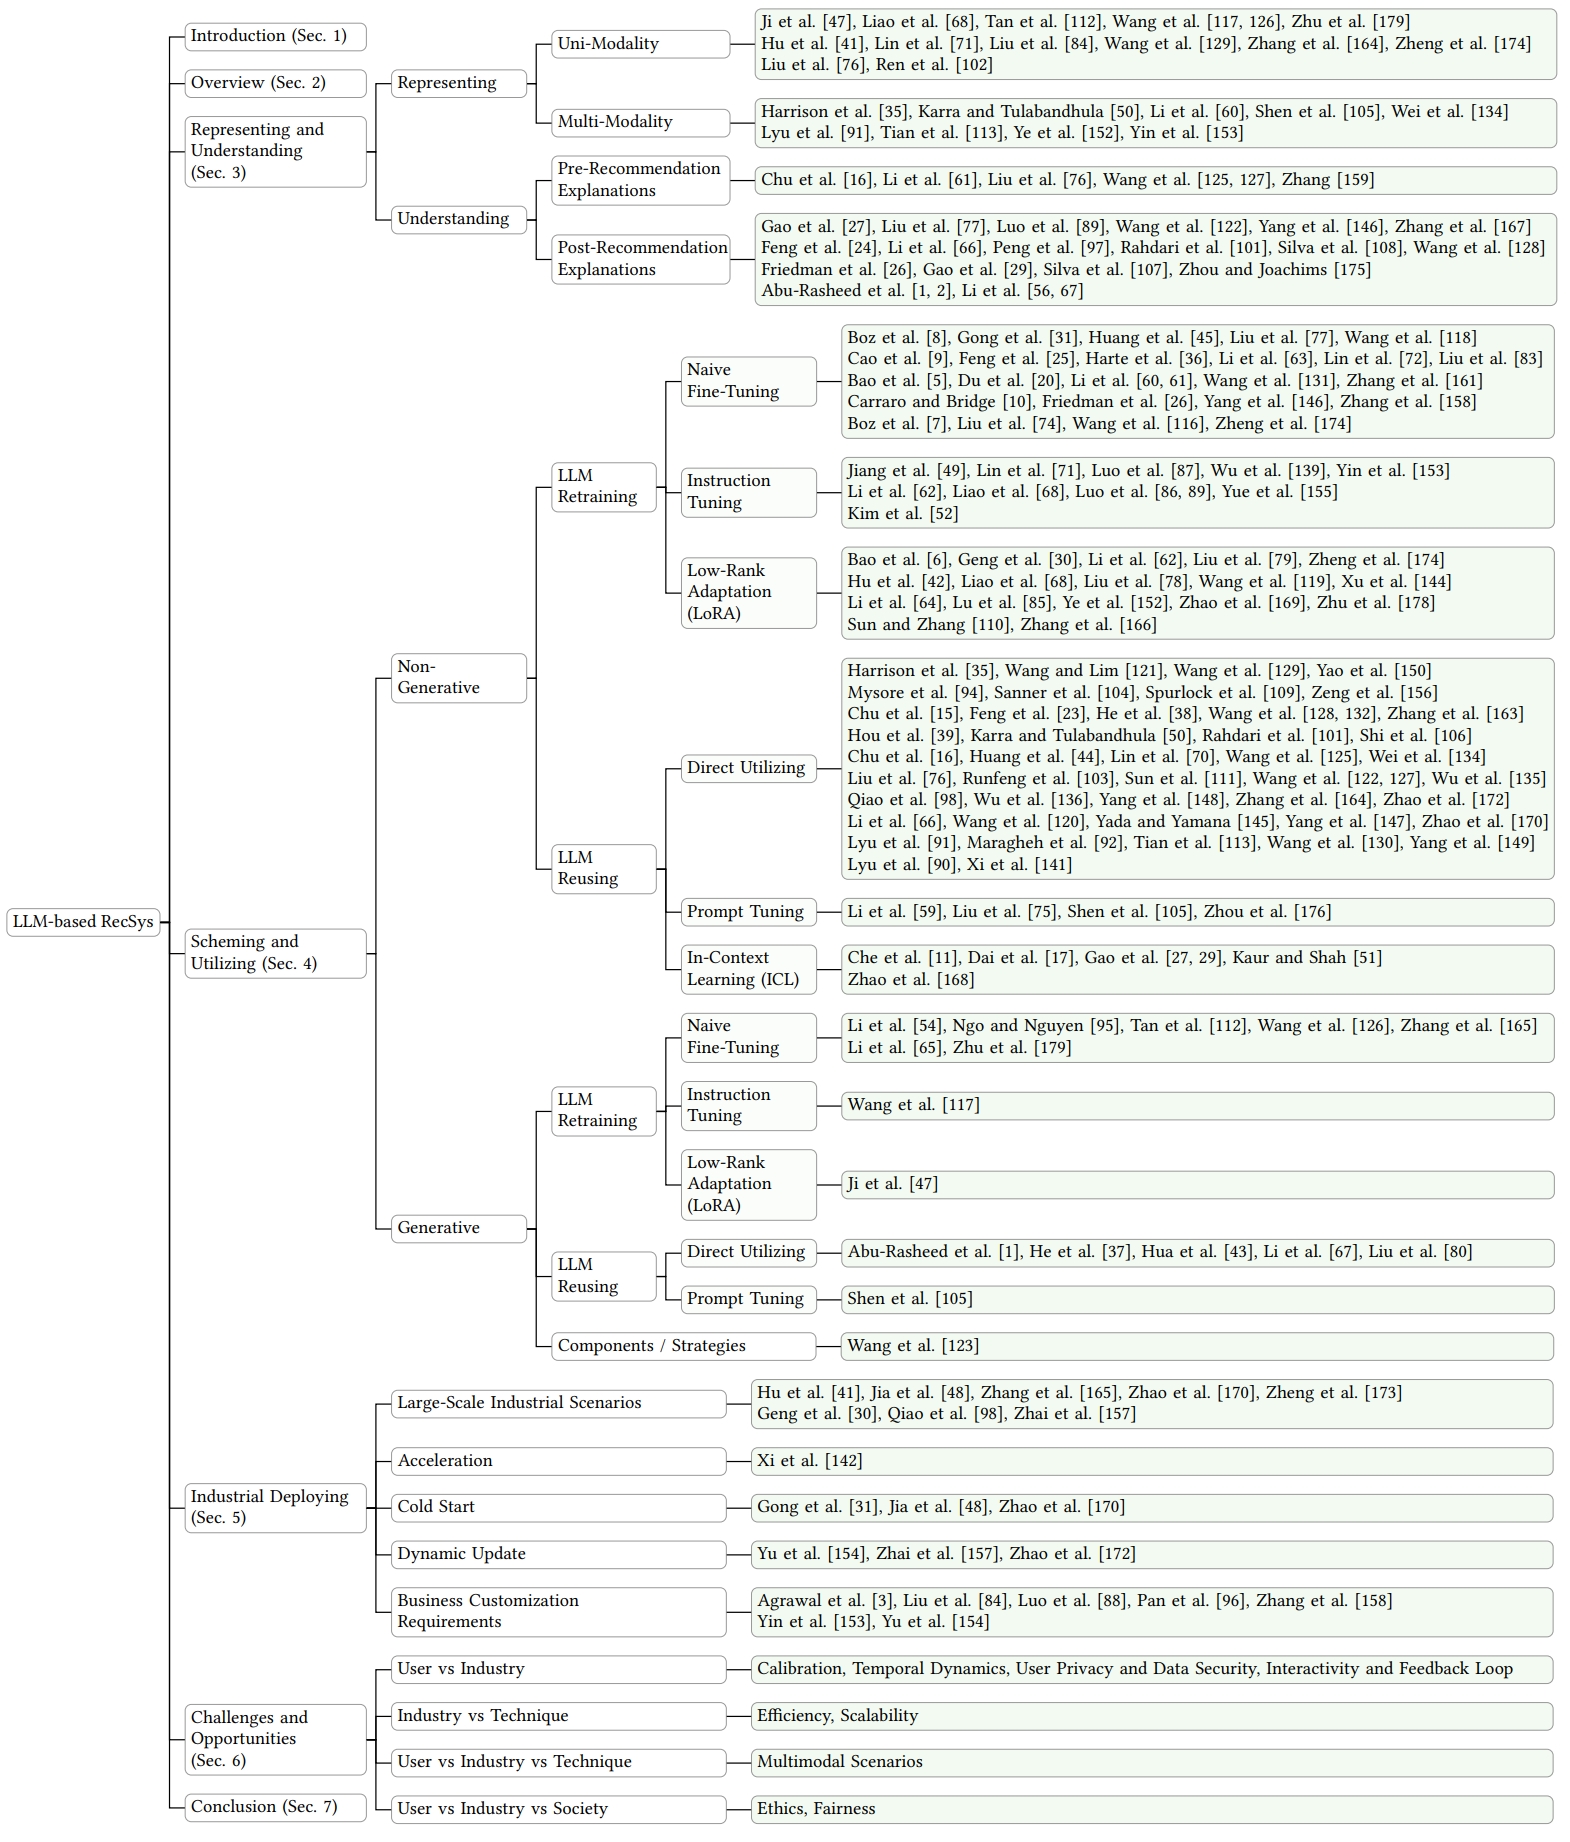 LLM-based RecSys
Introduction (Sec. 1)
Overview (Sec. 2)
Representing and
Understanding
(Sec. 3)
Representing
Uni-Modality
Ji et al. [47], Liao et al. [68], Tan et al. [112], Wang et al. [117, 126], Zhu et al. [179]
Hu et al. [41], Lin et al. [71], Liu et al. [84], Wang et al. [129], Zhang et al. [164], Zheng et al. [174]
Liu et al. [76], Ren et al. [102]
Multi-Modality
Harrison et al. [35], Karra and Tulabandhula [50], Li et al. [60], Shen et al. [105], Wei et al. [134]
Lyu et al. [91], Tian et al. [113], Ye et al. [152], Yin et al. [153]
Understanding
Pre-Recommendation
Explanations
Chu et al. [16], Li et al. [61], Liu et al. [76], Wang et al. [125, 127], Zhang [159]
Post-Recommendation
Explanations
Gao et al. [27], Liu et al. [77], Luo et al. [89], Wang et al. [122], Yang et al. [146], Zhang et al. [167]
Feng et al. [24], Li et al. [66], Peng et al. [97], Rahdari et al. [101], Silva et al. [108], Wang et al. [128]
Friedman et al. [26], Gao et al. [29], Silva et al. [107], Zhou and Joachims [175]
Abu-Rasheed et al. [1, 2], Li et al. [56, 67]
Scheming and
Utilizing (Sec. 4)
Non-
Generative
LLM
Retraining
Naive
Fine-Tuning
Boz et al. [8], Gong et al. [31], Huang et al. [45], Liu et al. [77], Wang et al. [118]
Cao et al. [9], Feng et al. [25], Harte et al. [36], Li et al. [63], Lin et al. [72], Liu et al. [83]
Bao et al. [5], Du et al. [20], Li et al. [60, 61], Wang et al. [131], Zhang et al. [161]
Carraro and Bridge [10], Friedman et al. [26], Yang et al. [146], Zhang et al. [158]
Boz et al. [7], Liu et al. [74], Wang et al. [116], Zheng et al. [174]
Instruction
Tuning
Jiang et al. [49], Lin et al. [71], Luo et al. [87], Wu et al. [139], Yin et al. [153]
Li et al. [62], Liao et al. [68], Luo et al. [86, 89], Yue et al. [155]
Kim et al. [52]
Low-Rank
Adaptation
(LoRA)
Bao et al. [6], Geng et al. [30], Li et al. [62], Liu et al. [79], Zheng et al. [174]
Hu et al. [42], Liao et al. [68], Liu et al. [78], Wang et al. [119], Xu et al. [144]
Li et al. [64], Lu et al. [85], Ye et al. [152], Zhao et al. [169], Zhu et al. [178]
Sun and Zhang [110], Zhang et al. [166]
LLM
Reusing
Direct Utilizing
Harrison et al. [35], Wang and Lim [121], Wang et al. [129], Yao et al. [150]
Mysore et al. [94], Sanner et al. [104], Spurlock et al. [109], Zeng et al. [156]
Chu et al. [15], Feng et al. [23], He et al. [38], Wang et al. [128, 132], Zhang et al. [163]
Hou et al. [39], Karra and Tulabandhula [50], Rahdari et al. [101], Shi et al. [106]
Chu et al. [16], Huang et al. [44], Lin et al. [70], Wang et al. [125], Wei et al. [134]
Liu et al. [76], Runfeng et al. [103], Sun et al. [111], Wang et al. [122, 127], Wu et al. [135]
Qiao et al. [98], Wu et al. [136], Yang et al. [148], Zhang et al. [164], Zhao et al. [172]
Li et al. [66], Wang et al. [120], Yada and Yamana [145], Yang et al. [147], Zhao et al. [170]
Lyu et al. [91], Maragheh et al. [92], Tian et al. [113], Wang et al. [130], Yang et al. [149]
Lyu et al. [90], Xi et al. [141]
Prompt Tuning
Li et al. [59], Liu et al. [75], Shen et al. [105], Zhou et al. [176]
In-Context
Learning (ICL)
Che et al. [11], Dai et al. [17], Gao et al. [27, 29], Kaur and Shah [51]
Zhao et al. [168]
Generative
LLM
Retraining
Naive
Fine-Tuning
Li et al. [54], Ngo and Nguyen [95], Tan et al. [112], Wang et al. [126], Zhang et al. [165]
Li et al. [65], Zhu et al. [179]
Instruction
Tuning
Wang et al. [117]
Low-Rank
Adaptation
(LoRA)
Ji et al. [47]
LLM
Reusing
Direct Utilizing
Abu-Rasheed et al. [1], He et al. [37], Hua et al. [43], Li et al. [67], Liu et al. [80]
Prompt Tuning
Shen et al. [105]
Components / Strategies
Wang et al. [123]
Industrial Deploying
(Sec. 5)
Large-Scale Industrial Scenarios
Hu et al. [41], Jia et al. [48], Zhang et al. [165], Zhao et al. [170], Zheng et al. [173]
Geng et al. [30], Qiao et al. [98], Zhai et al. [157]
Acceleration
Xi et al. [142]
Cold Start
Gong et al. [31], Jia et al. [48], Zhao et al. [170]
Dynamic Update
Yu et al. [154], Zhai et al. [157], Zhao et al. [172]
Business Customization
Requirements
Agrawal et al. [3], Liu et al. [84], Luo et al. [88], Pan et al. [96], Zhang et al. [158]
Yin et al. [153], Yu et al. [154]
Challenges and
Opportunities
(Sec. 6)
User vs Industry
Calibration, Temporal Dynamics, User Privacy and Data Security, Interactivity and Feedback Loop
Industry vs Technique
Efficiency, Scalability
User vs Industry vs Technique
Multimodal Scenarios
User vs Industry vs Society
Ethics, Fairness
Conclusion (Sec. 7)